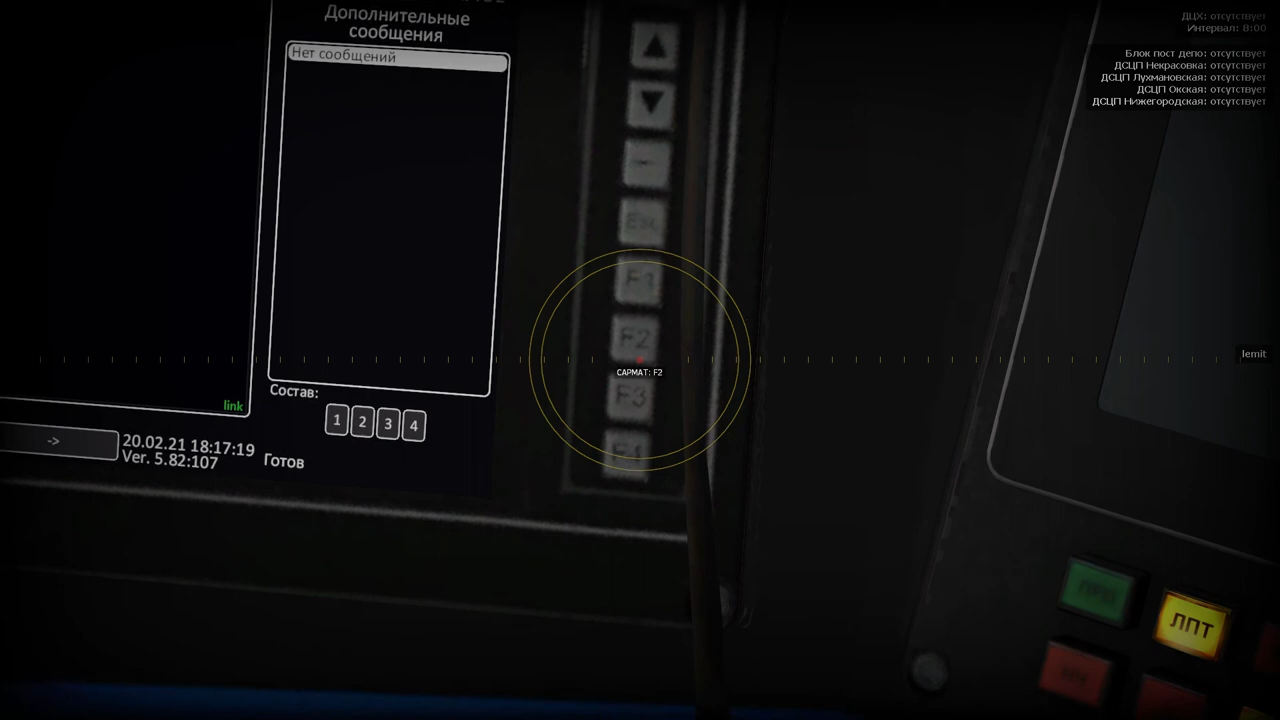 Дополнительные
сообщения
Нет сообщений
link
Состав:
1 2 3 4
->
20.02.21 18:17:19
Ver. 5.82:107
Готов
Esc
F1
F2
F3
F4
САРМАТ: F2
ДЦХ: отсутствует
Интервал: 8:00
Блок пост депо: отсутствует
ДСЦП Некрасовка: отсутствует
ДСЦП Лухмановская: отсутствует
ДСЦП Окская: отсутствует
ДСЦП Нижегородская: отсутствует
lemit
ЛПТ